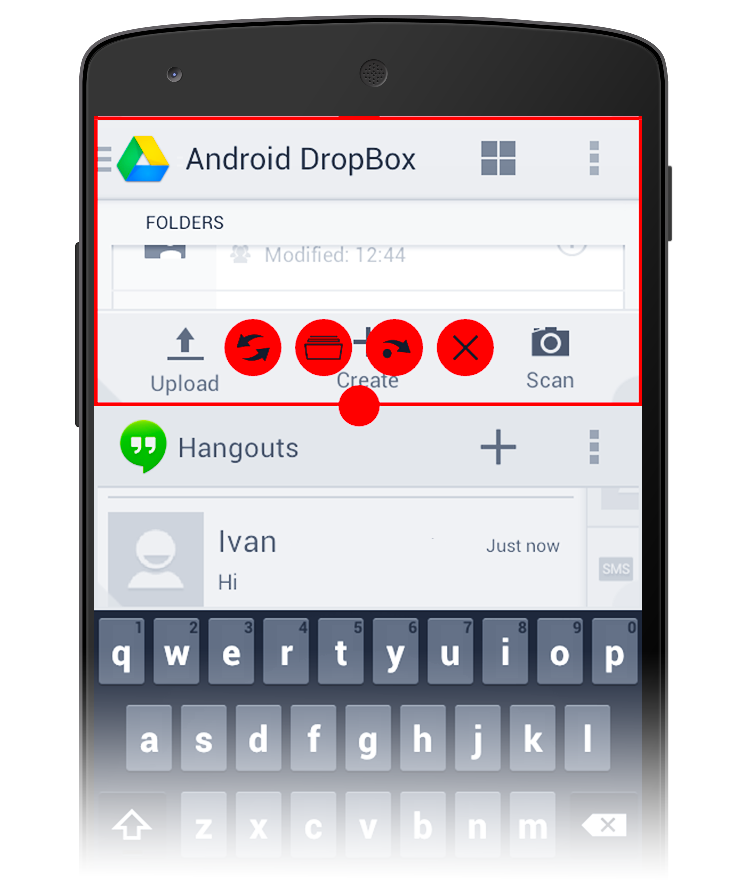 Android DropBox
FOLDERS
Modified: 12:44
Upload
Create
Scan
Hangouts
Ivan
Just now
Hi
SMS
1 2 3 4 5 6 7 8 9 0
q w e r t y u i o p
a s d f g h j k l
z x c v b n m